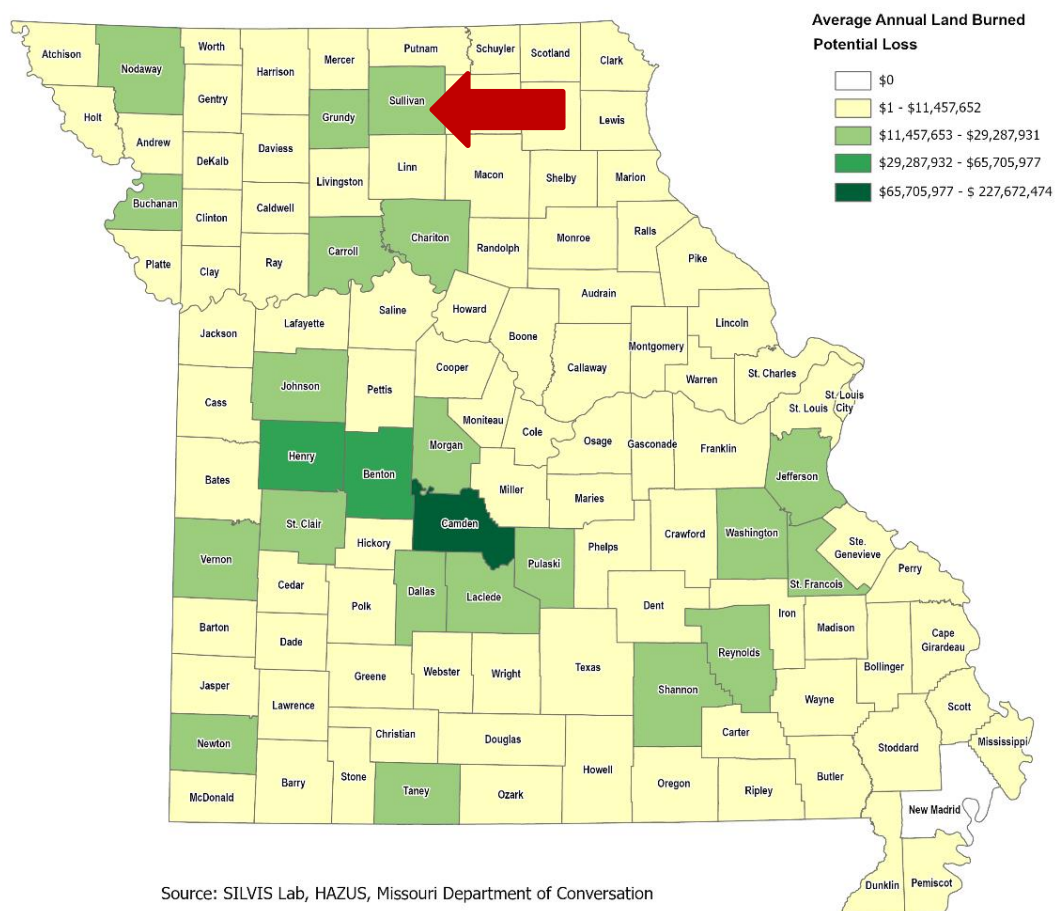 Average Annual Land Burned
Potential Loss
$0
$1 - $11,457,652
$11,457,653 - $29,287,931
$29,287,932 - $65,705,977
$65,705,977 - $ 227,672,474
Atchison
Nodaway
Worth
Harrison
Mercer
Putnam
Schuyler
Scotland
Clark
Holt
Gentry
Grundy
Sullivan
Lewis
Andrew
DeKalb
Daviess
Livingston
Linn
Macon
Shelby
Marion
Buchanan
Clinton
Caldwell
Carroll
Chariton
Randolph
Monroe
Ralls
Pike
Platte
Clay
Ray
Audrain
Jackson
Lafayette
Saline
Howard
Boone
Callaway
Montgomery
Lincoln
Warren
St. Charles
St. Louis
St. Louis
City
Cass
Johnson
Pettis
Cooper
Moniteau
Cole
Osage
Gasconade
Franklin
Jefferson
Bates
Henry
Benton
Morgan
Miller
Maries
Camden
Vernon
St. Clair
Hickory
Pulaski
Phelps
Crawford
Washington
St. Francois
Ste.
Genevieve
Perry
Cedar
Polk
Dallas
Laclede
Dent
Iron
Madison
Cape
Girardeau
Bollinger
Barton
Dade
Greene
Webster
Wright
Texas
Shannon
Reynolds
Wayne
Scott
Mississippi
Jasper
Lawrence
Christian
Douglas
Howell
Carter
Stoddard
Newton
Stone
Taney
Ozark
Oregon
Ripley
Butler
New Madrid
McDonald
Barry
Dunklin
Pemiscot
Source: SILVIS Lab, HAZUS, Missouri Department of Conversation